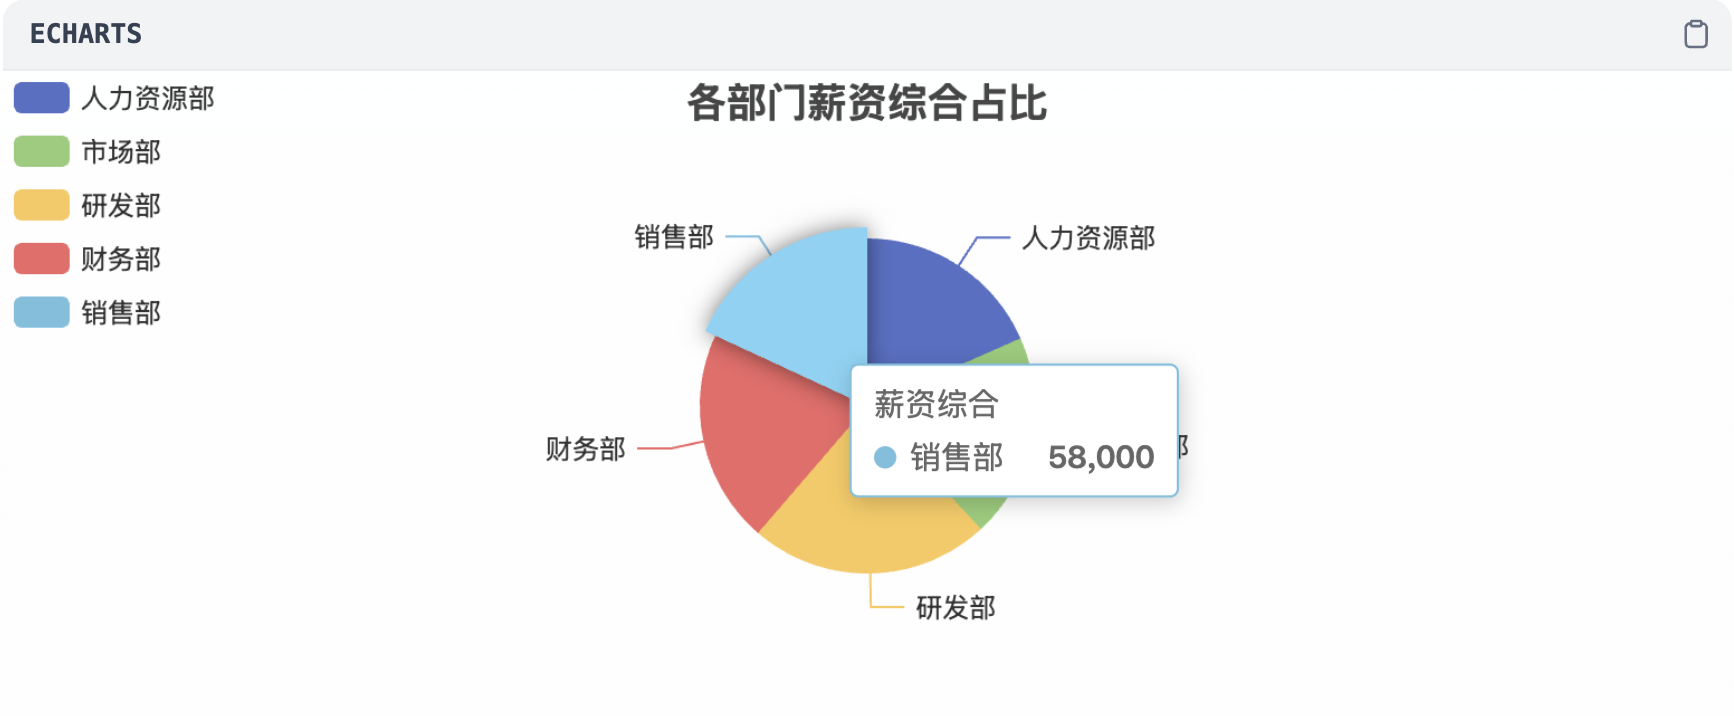 ECHARTS
各部门薪资综合占比
人力资源部
市场部
研发部
财务部
销售部
销售部
人力资源部
薪资综合
销售部 58,000
财务部
部
研发部